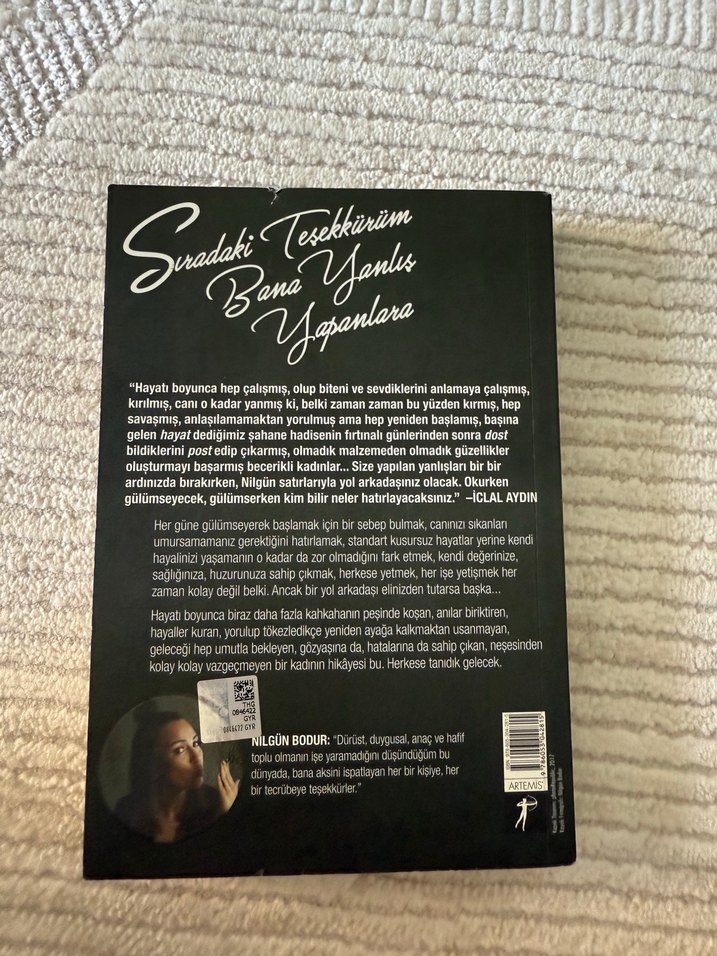 Sıradaki Teşekkürüm
Bana Yanlış
Yapanlara
“Hayatı boyunca hep çalışmış, olup biteni ve sevdiklerini anlamaya çalışmış,
kırılmış, canı o kadar yanmış ki, belki zaman zaman bu yüzden kırmış, hep
savaşmış, anlaşılamamaktan yorulmuş ama hep yeniden başlamış, başına
gelen hayat dediğimiz şahane hadisenin fırtınalı günlerinden sonra dost
bildiklerini post edip çıkarmış, olmadık malzemeden olmadık güzellikler
oluşturmayı başarmış becerikli kadınlar... Size yapılan yanlışları bir bir
ardınızda bırakırken, Nilgün satırlarıyla yol arkadaşınız olacak. Okurken
gülümseyecek, gülümserken kim bilir neler hatırlayacaksınız.” –İCLAL AYDIN
Her güne gülümseyerek başlamak için bir sebep bulmak, canınızı sıkanları
umursamamanız gerektiğini hatırlamak, standart kusursuz hayatlar yerine kendi
hayalinizi yaşamanın o kadar da zor olmadığını fark etmek, kendi değerinize,
sağlığınıza, huzurunuza sahip çıkmak, herkese yetmek, her işe yetişmek her
zaman kolay değil belki. Ancak bir yol arkadaşı elinizden tutarsa başka...
Hayatı boyunca biraz daha fazla kahkahanın peşinde koşan, anılar biriktiren,
hayaller kuran, yorulup tökezledikçe yeniden ayağa kalkmaktan usanmayan,
geleceği hep umutla bekleyen, gözyaşına da, hatalarına da sahip çıkan, neşesinden
kolay kolay vazgeçmeyen bir kadının hikâyesi bu. Herkese tanıdık gelecek.
THG
0846422
GYR
0846422 GYR
NİLGÜN BODUR: “Dürüst, duygusal, anaç ve hafif
toplu olmanın işe yaramadığını düşündüğüm bu
dünyada, bana aksini ispatlayan her bir kişiye, her
bir tecrübeye teşekkürler.”
9 786053 042815
ARTEMİS